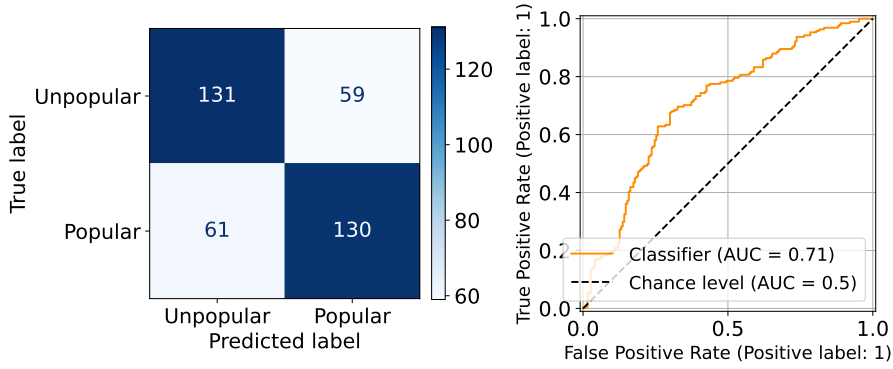 True label
Unpopular
Popular
131
59
61
130
Unpopular
Popular
Predicted label
120
100
80
60
True Positive Rate (Positive label: 1)
1.0
0.8
0.6
0.4
0.2
0.0
Classifier (AUC = 0.71)
Chance level (AUC = 0.5)
0.0
0.5
1.0
False Positive Rate (Positive label: 1)